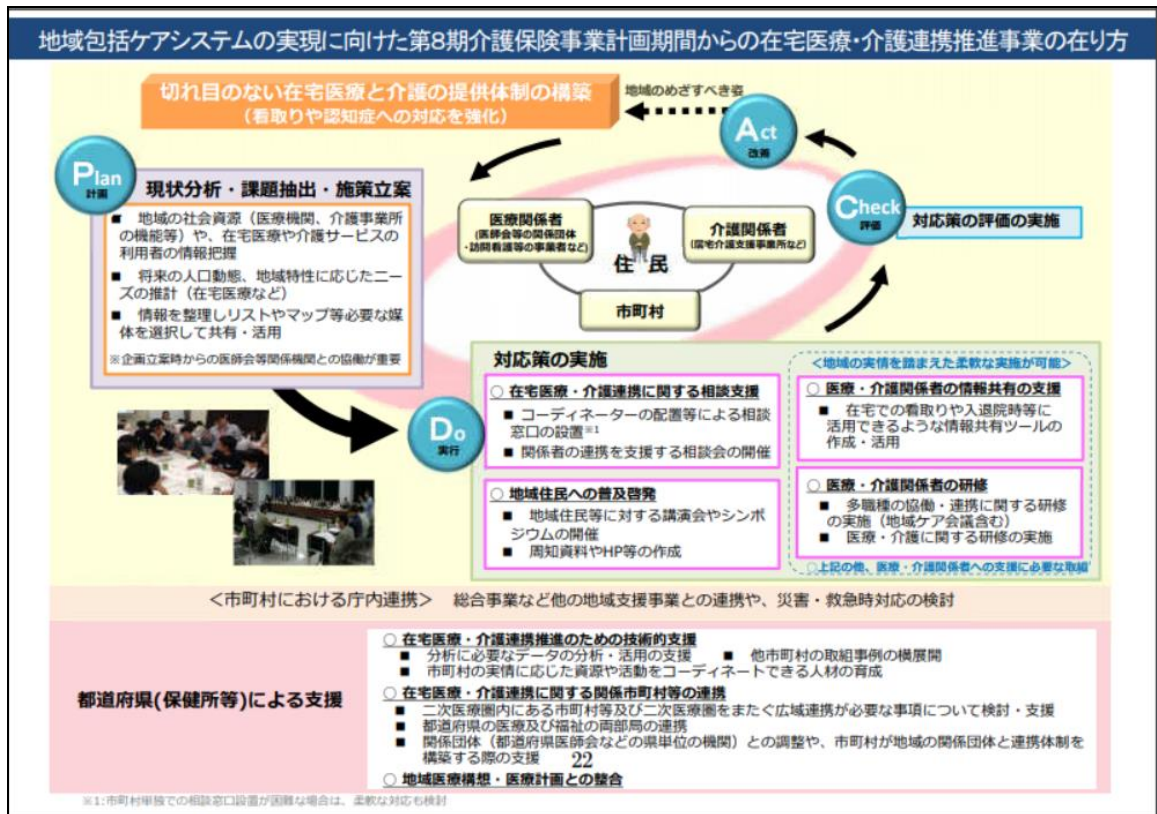 地域包括ケアシステムの実現に向けた第8期介護保険事業計画期間からの在宅医療・介護連携推進事業の在り方
切れ目のない在宅医療と介護の提供体制の構築
（看取りや認知症への対応を強化）
地域のめざすべき姿
Act
改善
Plan
計画
現状分析・課題抽出・施策立案
■ 地域の社会資源（医療機関、介護事業所
の機能等）や、在宅医療や介護サービスの
利用者の情報把握
■ 将来の人口動態、地域特性に応じたニー
ズの推計（在宅医療など）
■ 情報を整理しリストやマップ等必要な媒
体を選択して共有・活用
※企画立案時からの医師会等関係機関との協働が重要
医療関係者
(医師会等の関係団体
・訪問看護等の事業者など)
介護関係者
(居宅介護支援事業所など)
住民
市町村
Check
評価
対応策の評価の実施
Do
実行
対応策の実施
○ 在宅医療・介護連携に関する相談支援
■ コーディネーターの配置等による相談
窓口の設置※1
■ 関係者の連携を支援する相談会の開催
○ 地域住民への普及啓発
■ 地域住民等に対する講演会やシンポ
ジウムの開催
■ 周知資料やHP等の作成
＜地域の実情を踏まえた柔軟な実施が可能＞
○ 医療・介護関係者の情報共有の支援
■ 在宅での看取りや入退院時等に
活用できるような情報共有ツールの
作成・活用
○ 医療・介護関係者の研修
■ 多職種の協働・連携に関する研修
の実施（地域ケア会議含む）
■ 医療・介護に関する研修の実施
○上記の他、医療・介護関係者への支援に必要な取組
＜市町村における庁内連携＞ 総合事業など他の地域支援事業との連携や、災害・救急時対応の検討
都道府県(保健所等)による支援
○ 在宅医療・介護連携推進のための技術的支援
■ 分析に必要なデータの分析・活用の支援 ■ 他市町村の取組事例の横展開
■ 市町村の実情に応じた資源や活動をコーディネートできる人材の育成
○ 在宅医療・介護連携に関する関係市町村等の連携
■ 二次医療圏内にある市町村等及び二次医療圏をまたぐ広域連携が必要な事項について検討・支援
■ 都道府県の医療及び福祉の両部局の連携
■ 関係団体（都道府県医師会などの県単位の機関）との調整や、市町村が地域の関係団体と連携体制を
構築する際の支援 22
○ 地域医療構想・医療計画との整合
※1:市町村単独での相談窓口設置が困難な場合は、柔軟な対応も検討